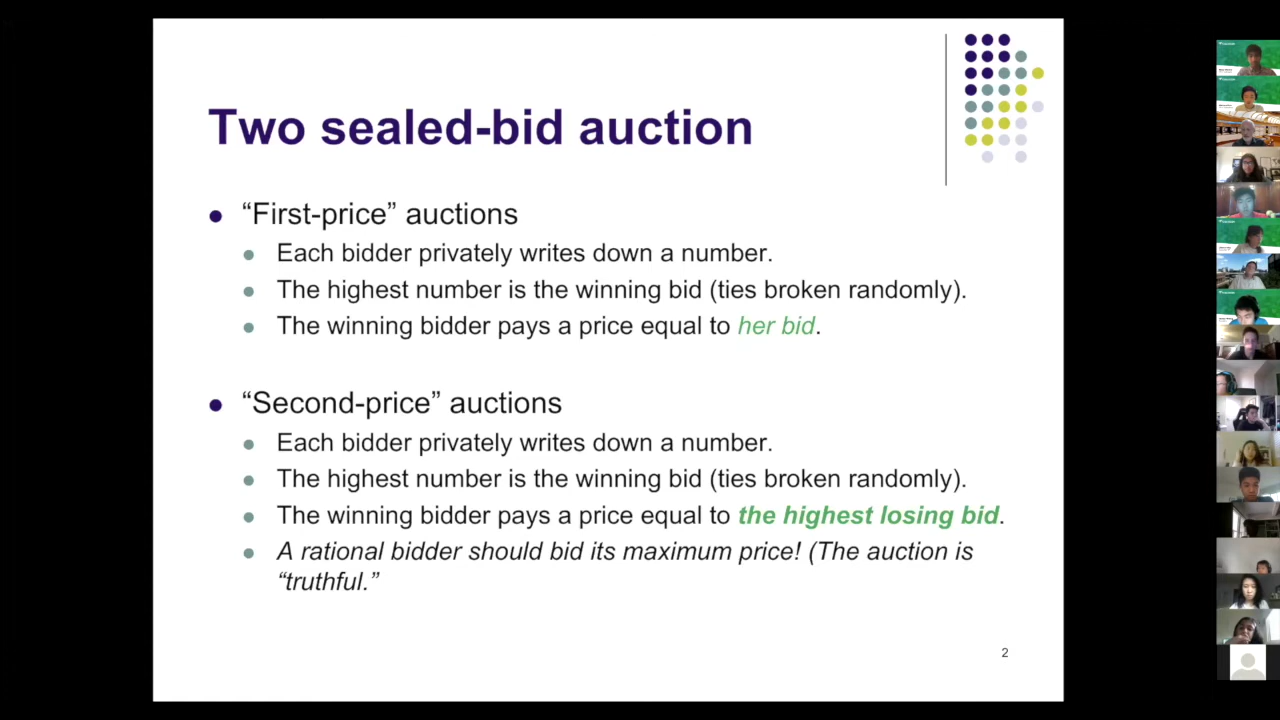 Two sealed-bid auction
“First-price” auctions
Each bidder privately writes down a number.
The highest number is the winning bid (ties broken randomly).
The winning bidder pays a price equal to her bid.
“Second-price” auctions
Each bidder privately writes down a number.
The highest number is the winning bid (ties broken randomly).
The winning bidder pays a price equal to the highest losing bid.
A rational bidder should bid its maximum price! (The auction is
“truthful.”
2